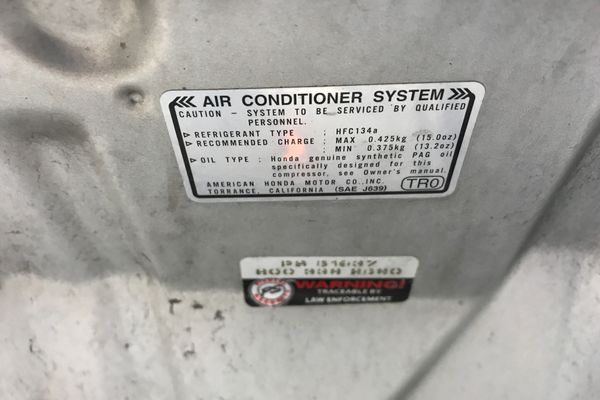 AIR CONDITIONER SYSTEM
CAUTION - SYSTEM TO BE SERVICED BY QUALIFIED
PERSONNEL.
REFRIGERANT TYPE : HFC134a
RECOMMENDED CHARGE : MAX 0.425kg (15.0oz)
MIN 0.375kg (13.2oz)
OIL TYPE : Honda genuine synthetic PAG oil
specifically designed for this
compressor, see Owner's manual.
AMERICAN HONDA MOTOR CO.,INC.
TORRANCE, CALIFORNIA (SAE J639) TR0
WARNING!
TRACEABLE BY
LAW ENFORCEMENT